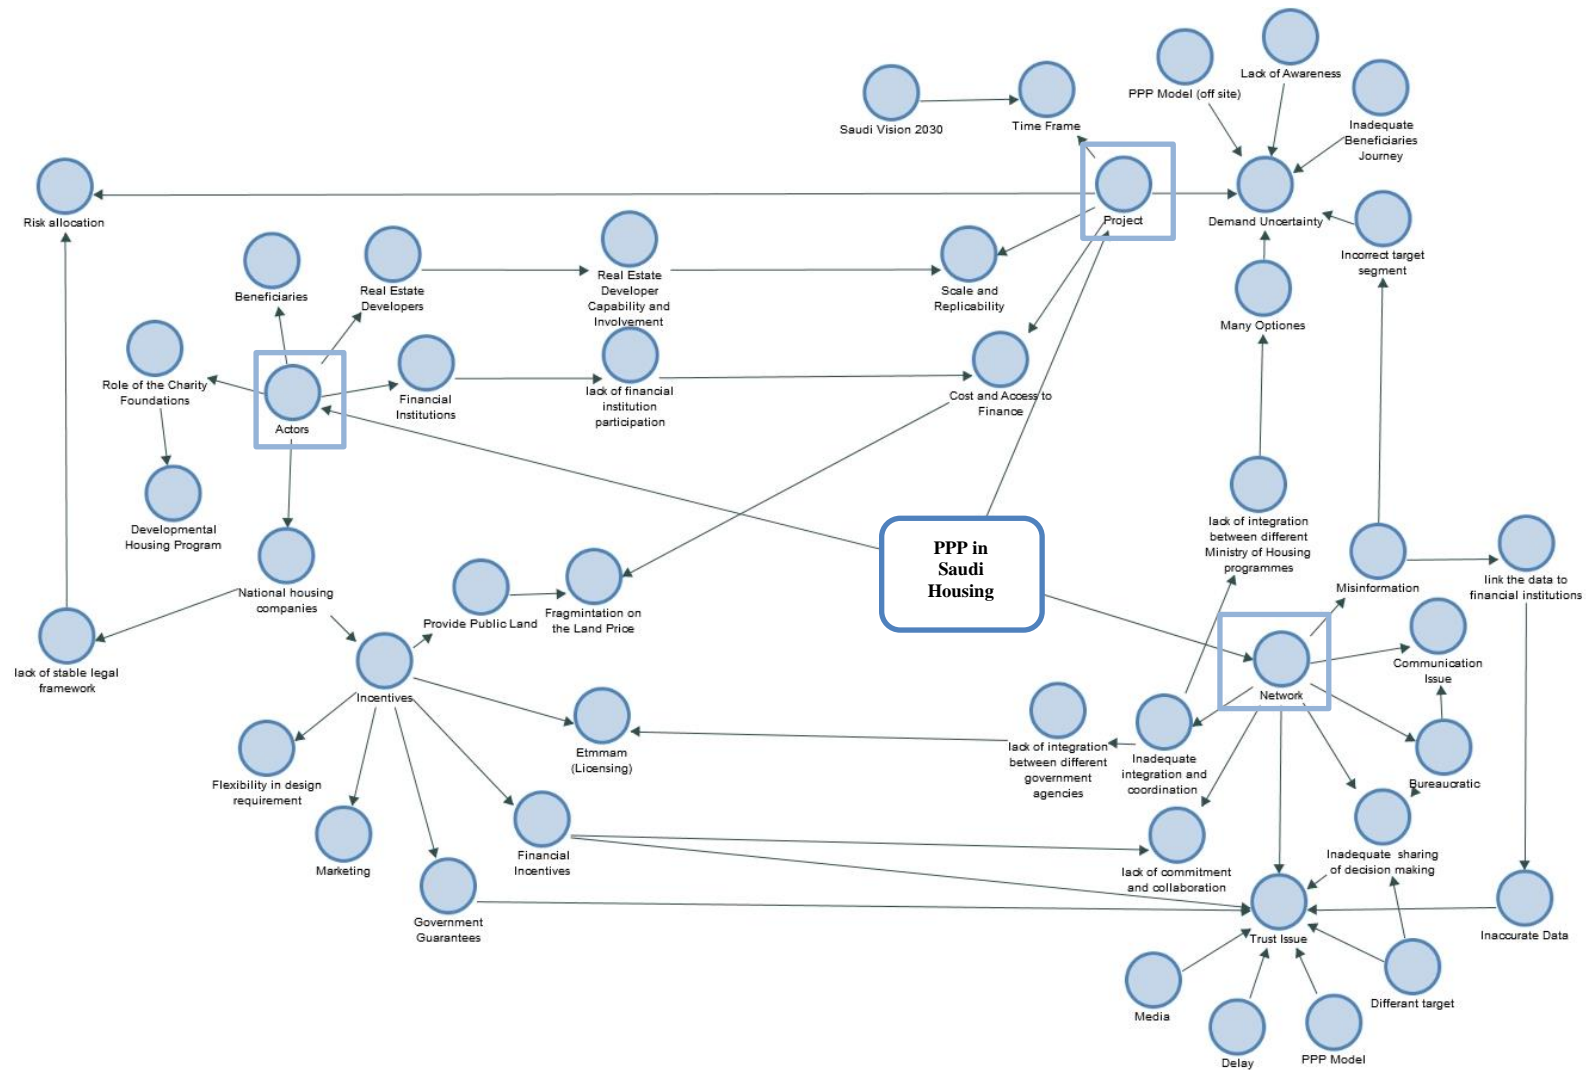 Lack of Awareness
PPP Model (off site)
Saudi Vision 2030
Time Frame
Inadequate
Beneficiaries
Journey
Risk allocation
Project
Demand Uncertainty
Incorrect target
segment
Beneficiaries
Real Estate
Developers
Real Estate
Developer
Capability and
Involvement
Scale and
Replicability
Many Optiones
Role of the Charity
Foundations
Actors
Financial
Institutions
lack of financial
institution
participation
Cost and Access to
Finance
Developmental
Housing Program
lack of integration
between different
Ministry of Housing
programmes
PPP in
Saudi
Housing
National housing
companies
Provide Public Land
Fragmintation on
the Land Price
Misinformation
link the data to
financial institutions
lack of stable legal
framework
Incentives
Network
Communication
Issue
Flexibility in design
requirement
Etmmam
(Licensing)
lack of integration
between different
government
agencies
Inadequate
integration and
coordination
Bureaucratic
Marketing
Financial
Incentives
lack of commitment
and collaboration
Inadequate sharing
of decision making
Government
Guarantees
Trust Issue
Inaccurate Data
Media
Delay
PPP Model
Differant target